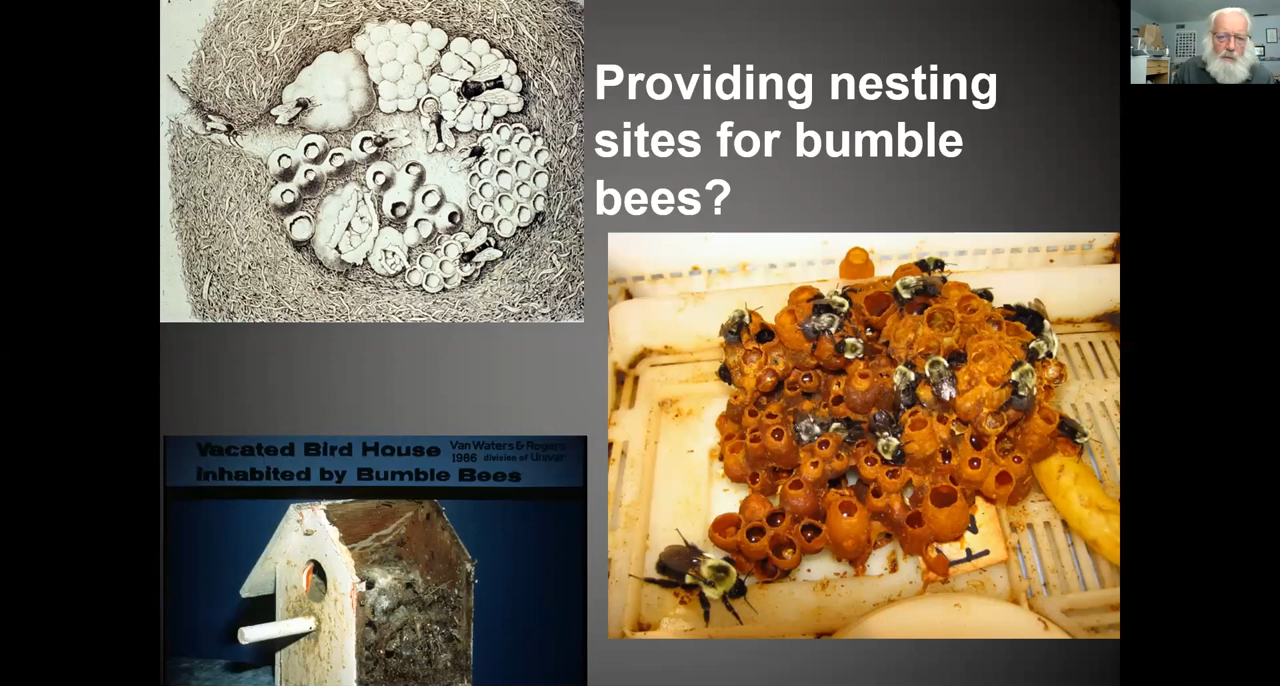 Providing nesting
sites for bumble
bees?
Vacated Bird House
Inhabited by Bumble Bees
Van Waters & Rogers
1986 division of Univar